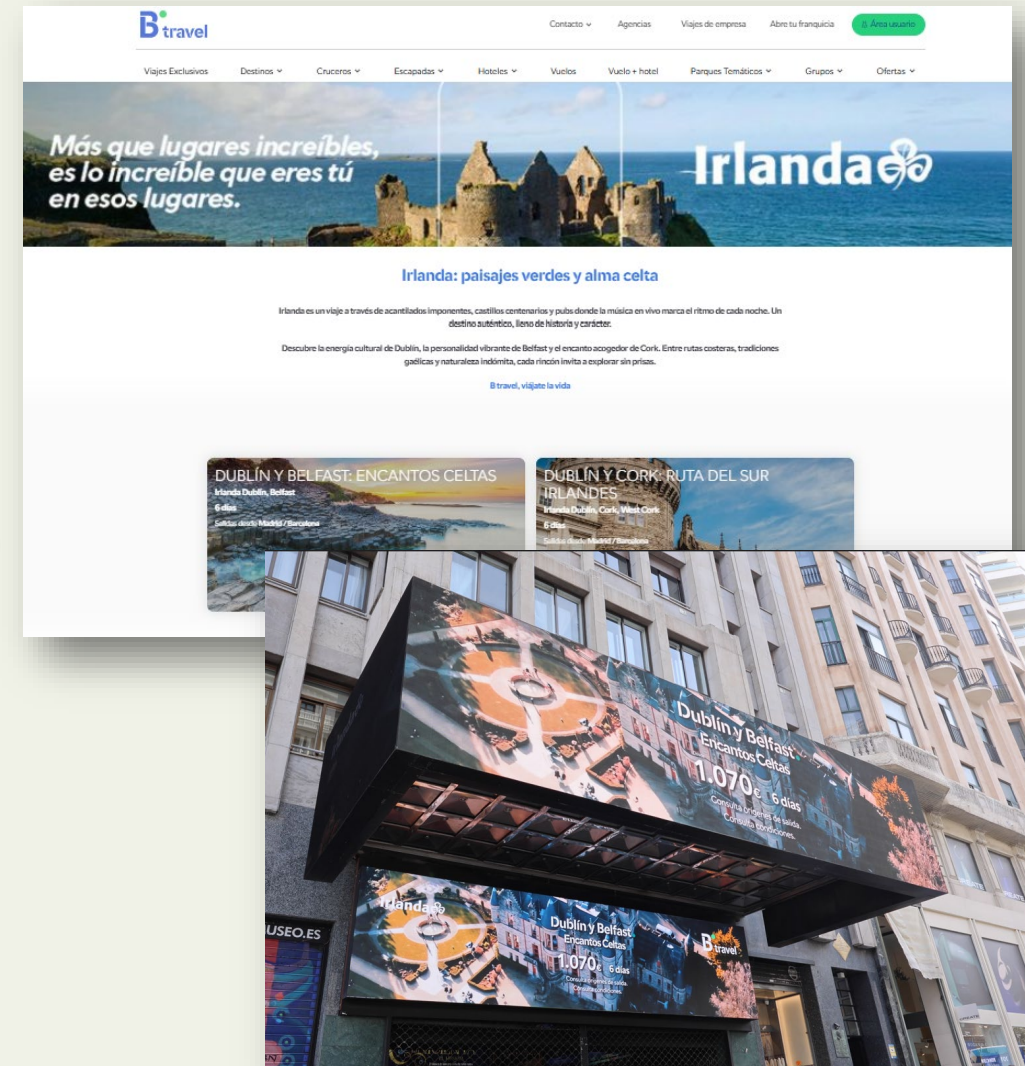 B travel
Contacto
Agencias
Viajes de empresa
Abre tu franquicia
Área usuario
Viajes Exclusivos
Destinos
Cruceros
Escapadas
Hoteles
Vuelos
Vuelo + hotel
Parques Temáticos
Grupos
Ofertas
Más que lugares increíbles,
es lo increíble que eres tú
en esos lugares.
Irlanda
Irlanda: paisajes verdes y alma celta
Irlanda es un viaje a través de acantilados imponentes, castillos centenarios y pubs donde la música en vivo marca el ritmo de cada noche. Un
destino auténtico, lleno de historia y carácter.
Descubre la energía cultural de Dublín, la personalidad vibrante de Belfast y el encanto acogedor de Cork. Entre rutas costeras, tradiciones
gaélicas y naturaleza indómita, cada rincón invita a explorar sin prisas.
B travel, viájate la vida
DUBLÍN Y BELFAST: ENCANTOS CELTAS
Irlanda Dublín, Belfast
6 días
Salidas desde Madrid / Barcelona
DUBLÍN Y CORK: RUTA DEL SUR
IRLANDES
Irlanda Dublín, Cork, West Cork
6 días
Salidas desde Madrid / Barcelona
Dublín y Belfast
Encantos Celtas
1.070€ 6 días
Consulta orígenes de salida.
Consulta condiciones.
Irlanda
Dublín y Belfast
Encantos Celtas
1.070€ 6 días
Consulta orígenes de salida.
Consulta condiciones.
B travel
USEO.ES